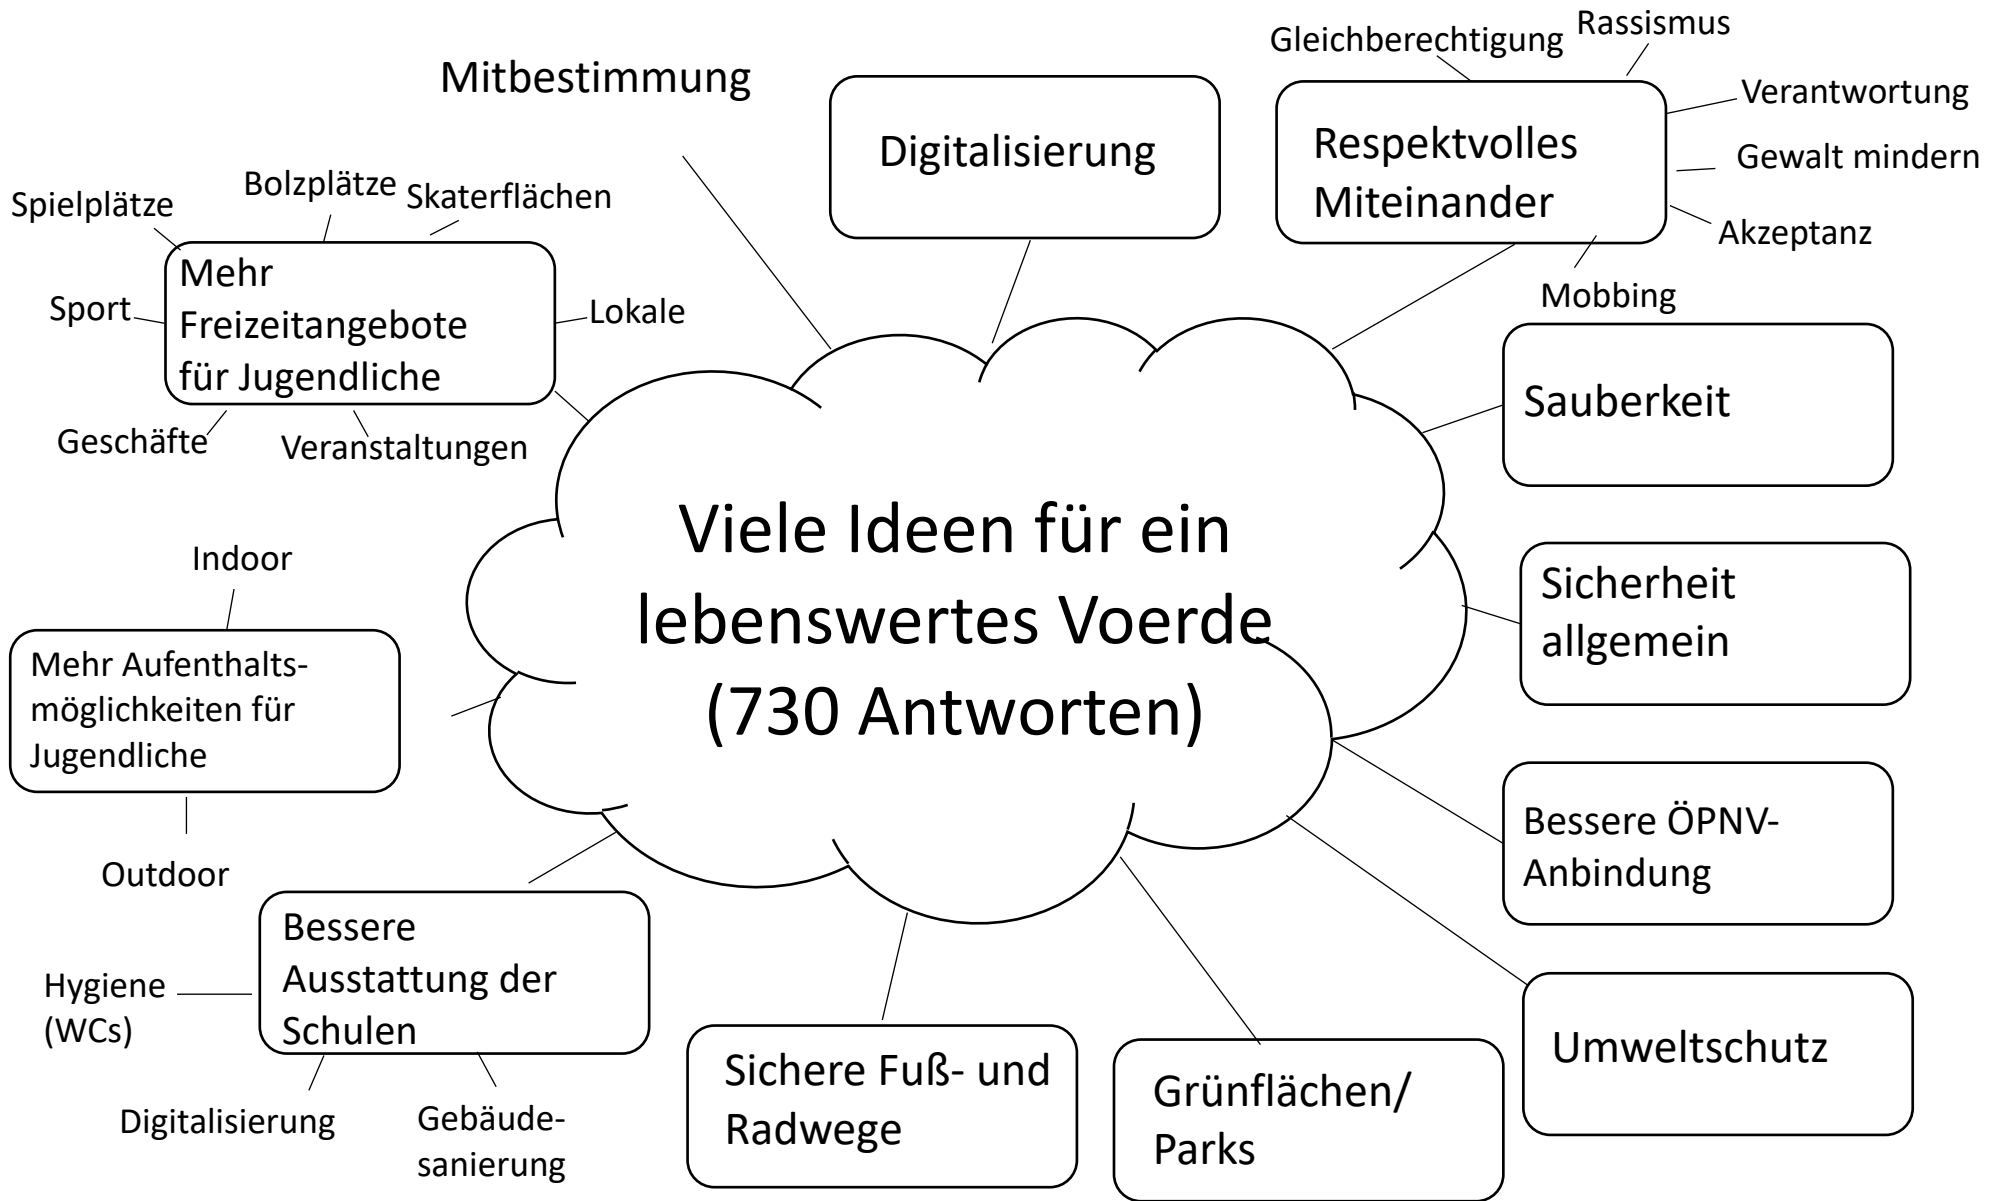 Mitbestimmung
Digitalisierung
Gleichberechtigung
Rassismus
Verantwortung
Gewalt mindern
Akzeptanz
Mobbing
Respektvolles
Miteinander
Spielplätze
Bolzplätze
Skaterflächen
Sport
Mehr
Freizeitangebote
für Jugendliche
Lokale
Geschäfte
Veranstaltungen
Sauberkeit
Viele Ideen für ein
lebenswertes Voerde
(730 Antworten)
Indoor
Mehr Aufenthalts-
möglichkeiten für
Jugendliche
Outdoor
Sicherheit
allgemein
Bessere ÖPNV-
Anbindung
Bessere
Ausstattung der
Schulen
Hygiene
(WCs)
Digitalisierung
Gebäude-
sanierung
Sichere Fuß- und
Radwege
Grünflächen/
Parks
Umweltschutz